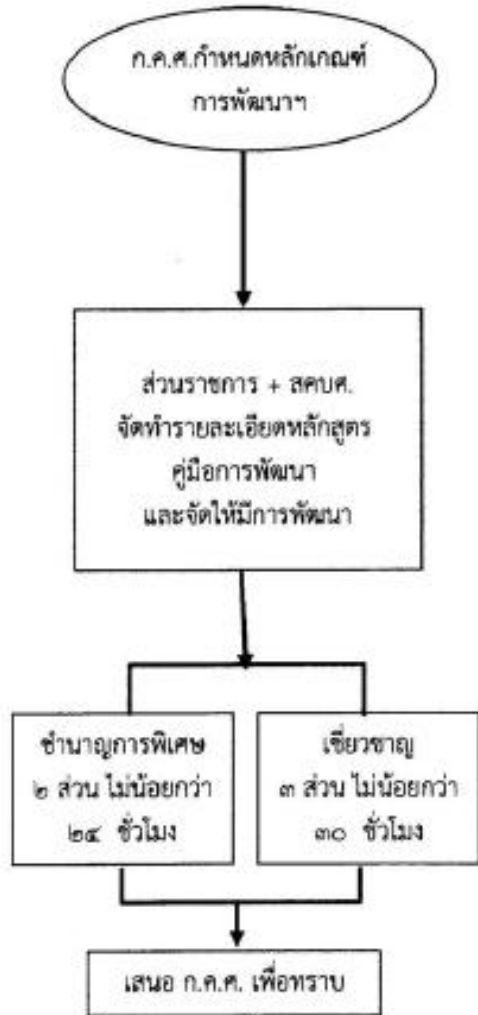 ก.ค.ศ.กำหนดหลักเกณฑ์
การพัฒนาฯ
ส่วนราชการ + สคบศ.
จัดทำรายละเอียดหลักสูตร
คู่มือการพัฒนา
และจัดให้มีการพัฒนา
ชำนาญการพิเศษ
๒ ส่วน ไม่น้อยกว่า
๒๔ ชั่วโมง
เชี่ยวชาญ
๓ ส่วน ไม่น้อยกว่า
๓๐ ชั่วโมง
เสนอ ก.ค.ศ. เพื่อทราบ